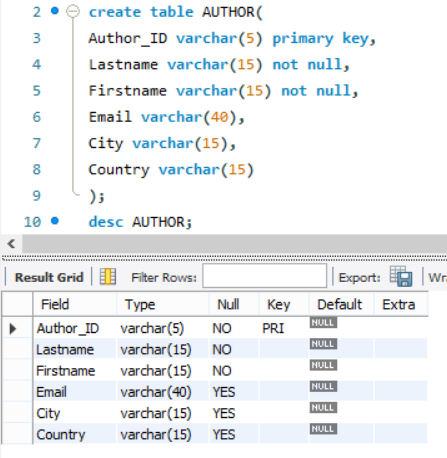 2 create table AUTHOR(
3 Author_ID varchar(5) primary key,
4 Lastname varchar(15) not null,
5 Firstname varchar(15) not null,
6 Email varchar(40),
7 City varchar(15),
8 Country varchar(15)
9 );
10 desc AUTHOR;
Result Grid Filter Rows: Export: Wr
Field Type Null Key Default Extra
Author_ID varchar(5) NO PRI NULL
Lastname varchar(15) NO NULL
Firstname varchar(15) NO NULL
Email varchar(40) YES NULL
City varchar(15) YES NULL
Country varchar(15) YES NULL